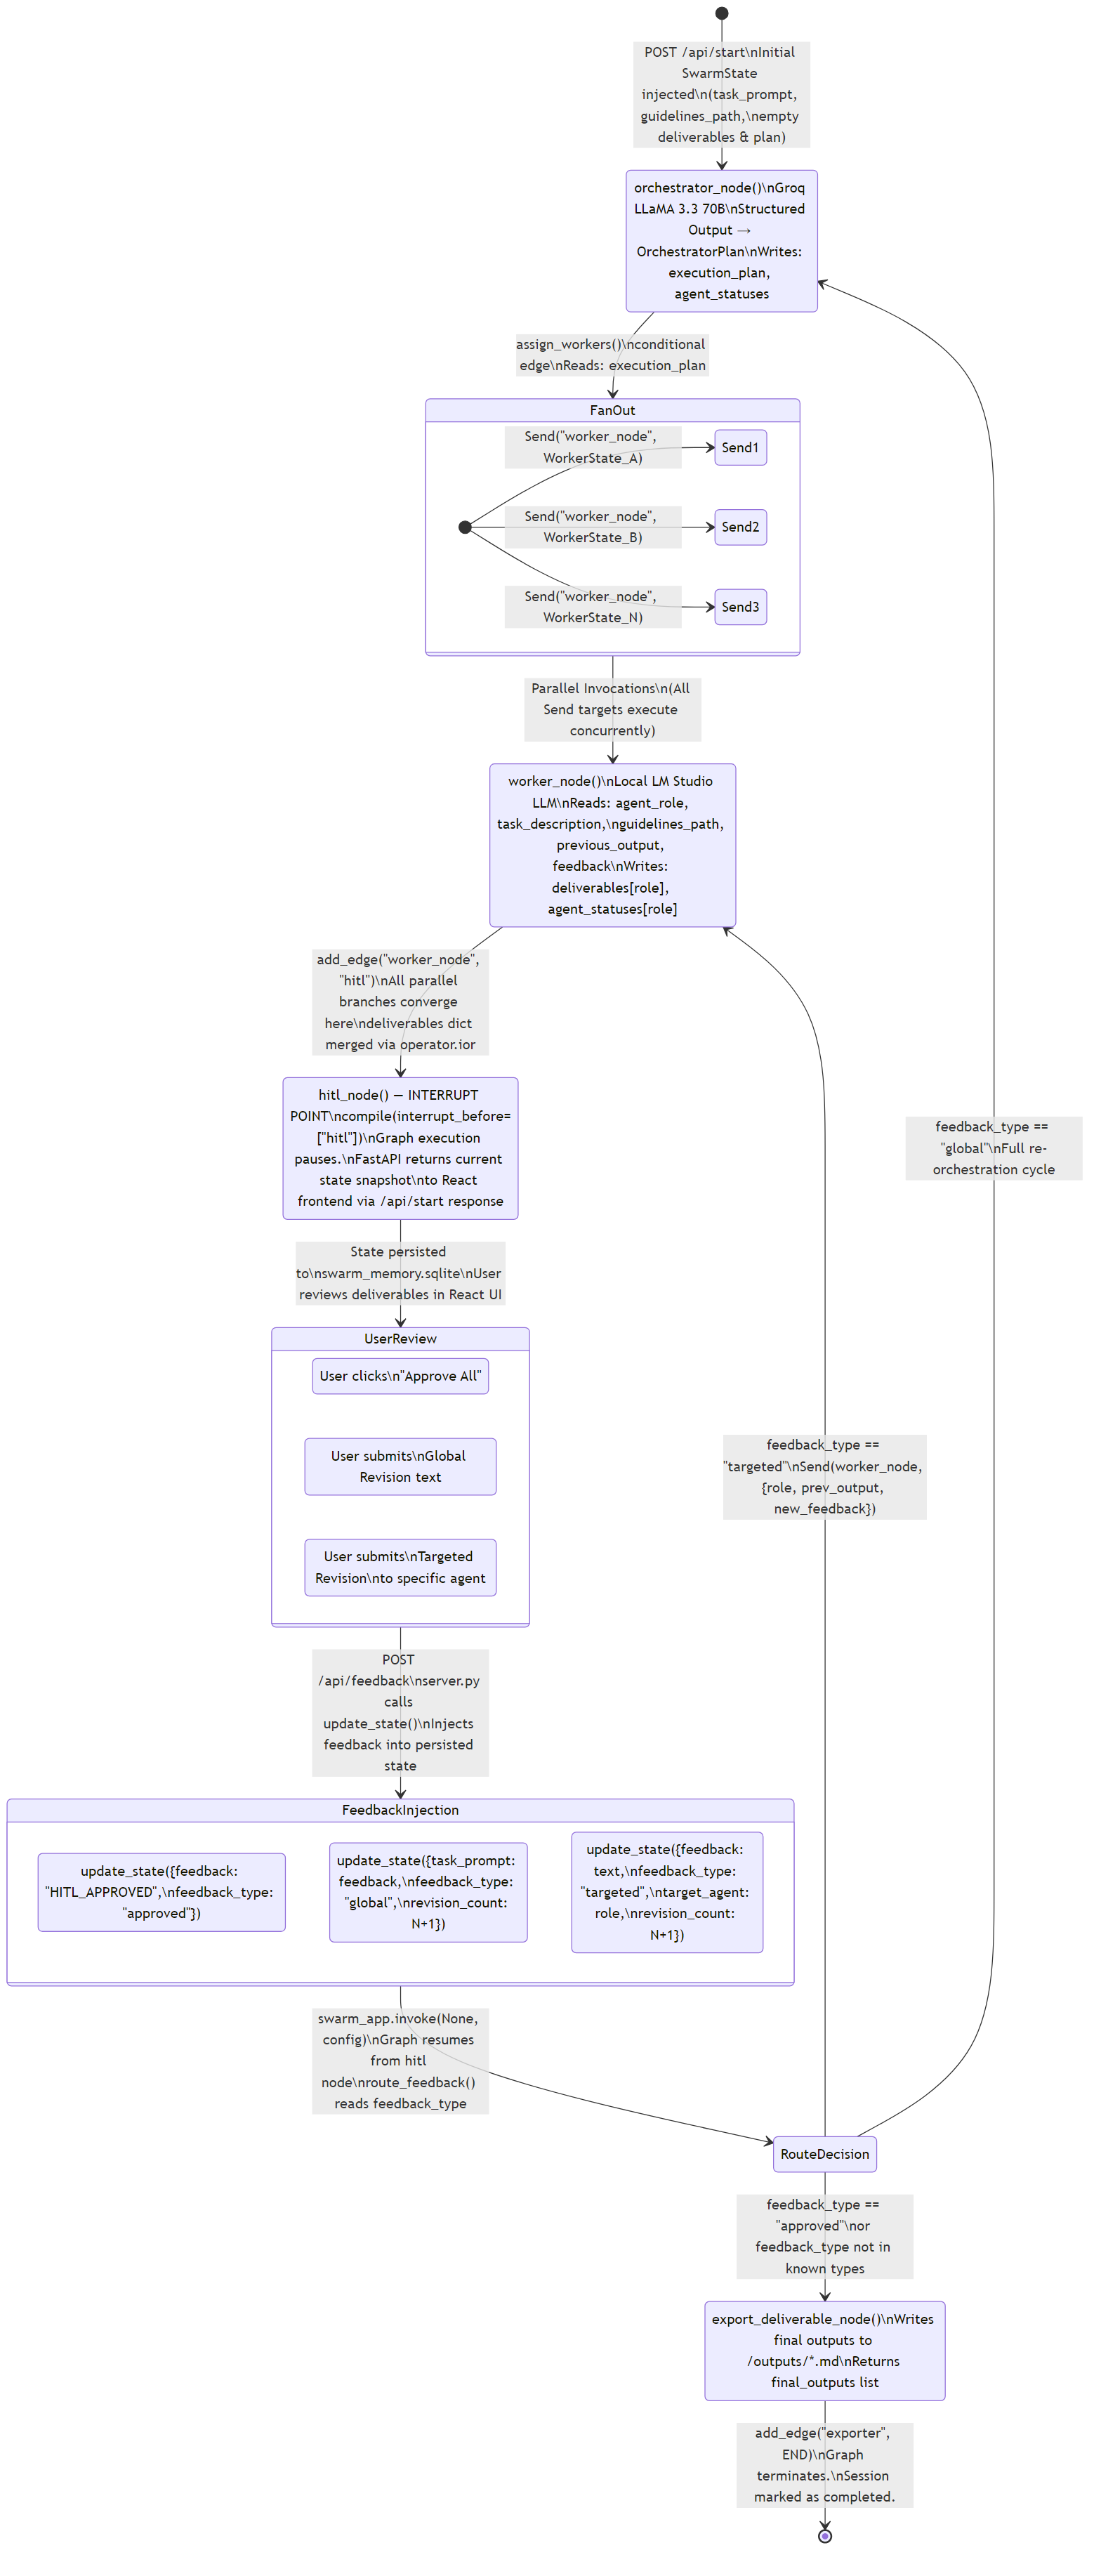 POST /api/start\nInitial
SwarmState
injected\n(task_prompt,
guidelines_path,\nempty
deliverables & plan)
orchestrator_node()\nGroq
LLaMA 3.3 70B\nStructured
Output →
OrchestratorPlan\nWrites:
execution_plan,
agent_statuses
assign_workers()\nconditional
edge\nReads: execution_plan
FanOut
Send("worker_node",
WorkerState_A)
Send1
Send("worker_node",
WorkerState_B)
Send2
Send("worker_node",
WorkerState_N)
Send3
Parallel Invocations\n(All
Send targets execute
concurrently)
worker_node()\nLocal LM Studio
LLM\nReads: agent_role,
task_description,\nguidelines_path,
previous_output,
feedback\nWrites:
deliverables[role],
agent_statuses[role]
add_edge("worker_node",
"hitl")\nAll parallel
branches converge
here\ndeliverables dict
merged via operator.ior
hitl_node() — INTERRUPT
POINT\ncompile(interrupt_before=
["hitl"])\nGraph execution
pauses.\nFastAPI returns current
state snapshot\nto React
frontend via /api/start response
feedback_type ==
"global"\nFull re-
orchestration cycle
State persisted
to\nswarm_memory.sqlite\nUser
reviews deliverables in React UI
UserReview
User clicks\n"Approve All"
User submits\nGlobal
Revision text
User submits\nTargeted
Revision\nto specific agent
feedback_type ==
"targeted"\nSend(worker_node,
{role, prev_output,
new_feedback})
POST
/api/feedback\nserver.py
calls
update_state()\nInjects
feedback into persisted
state
FeedbackInjection
update_state({feedback:
"HITL_APPROVED",\nfeedback_type:
"approved"})
update_state({task_prompt:
feedback,\nfeedback_type:
"global",\nrevision_count:
N+1})
update_state({feedback:
text,\nfeedback_type:
"targeted",\ntarget_agent:
role,\nrevision_count:
N+1})
swarm_app.invoke(None,
config)\nGraph resumes
from hitl
node\nroute_feedback()
reads feedback_type
RouteDecision
feedback_type ==
"approved"\nor
feedback_type not in
known types
export_deliverable_node()\nWrites
final outputs to
/outputs/*.md\nReturns
final_outputs list
add_edge("exporter",
END)\nGraph
terminates.\nSession
marked as completed.